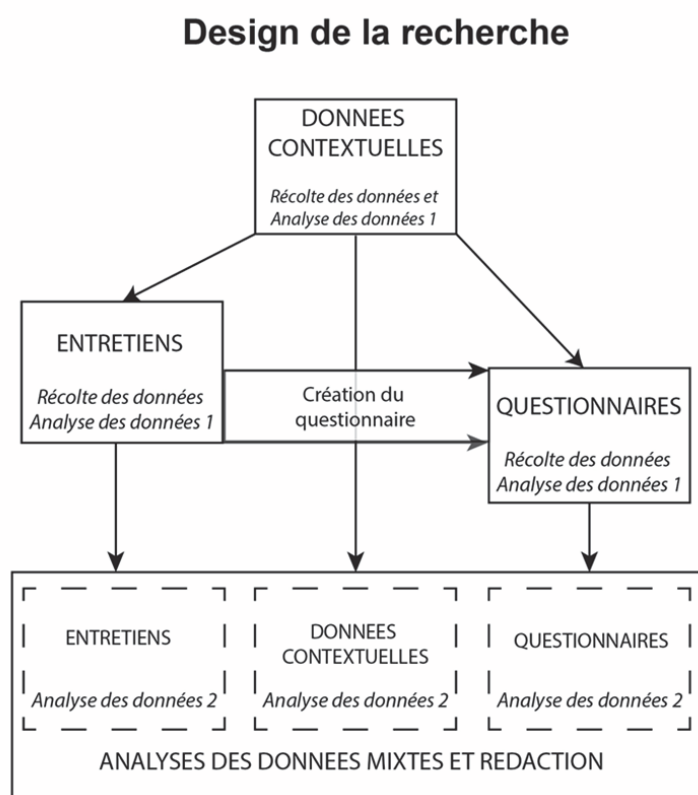 Design de la recherche
DONNEES
CONTEXTUELLES
Récolte des données et
Analyse des données 1
ENTRETIENS
Récolte des données
Analyse des données 1
Création du
questionnaire
QUESTIONNAIRES
Récolte des données
Analyse des données 1
ENTRETIENS
Analyse des données 2
DONNEES
CONTEXTUELLES
Analyse des données 2
QUESTIONNAIRES
Analyse des données 2
ANALYSES DES DONNEES MIXTES ET REDACTION